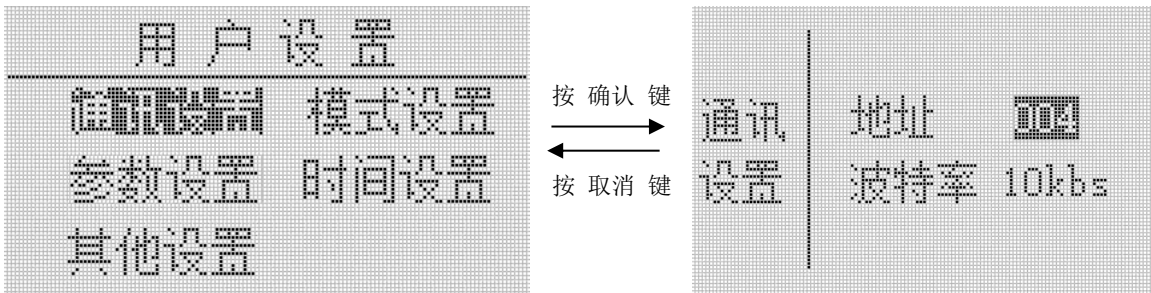 用户设置
通讯设置 模式设置
参数设置 时间设置
其他设置
按 确认 键
按 取消 键
通讯
设置
地址 004
波特率 10kbs